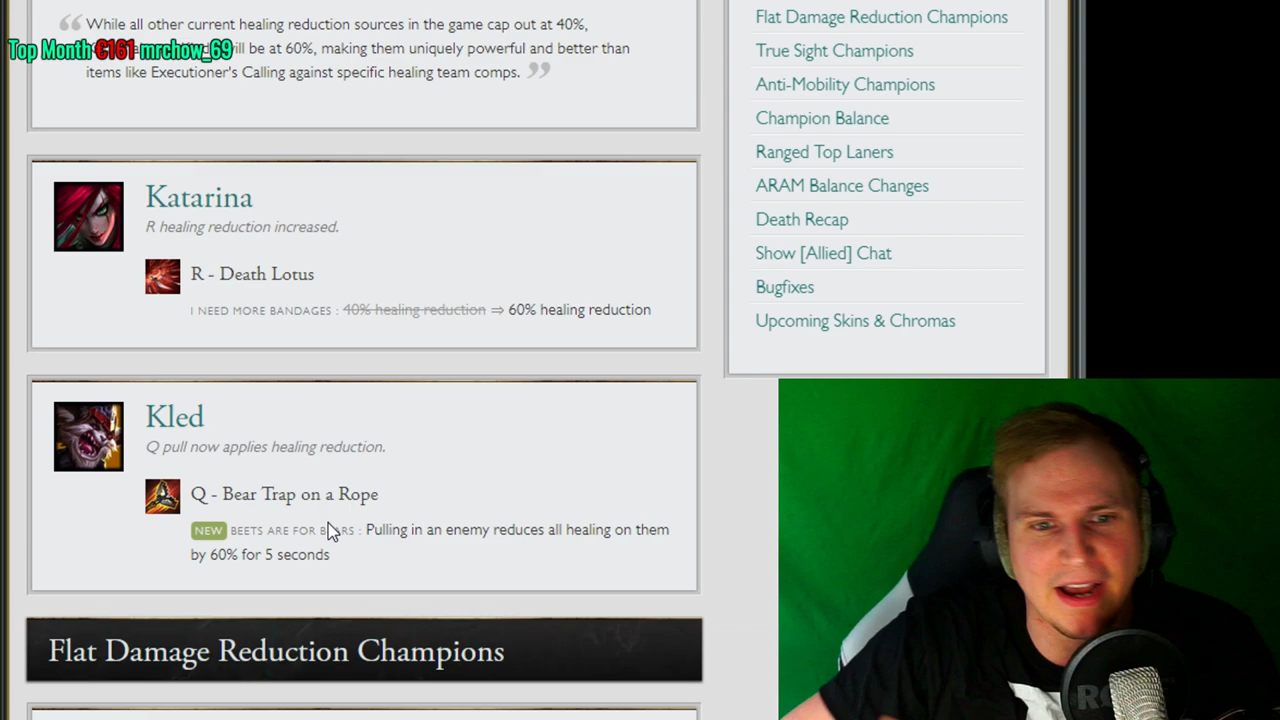 While all other current healing reduction sources in the game cap out at 40%,
Top Month €161 mrchow_69
will be at 60%, making them uniquely powerful and better than
items like Executioner's Calling against specific healing team comps.
Katarina
R healing reduction increased.
R - Death Lotus
I NEED MORE BANDAGES : 40% healing reduction ⇒ 60% healing reduction
Kled
Q pull now applies healing reduction.
Q - Bear Trap on a Rope
NEW BEETS ARE FOR BEARS : Pulling in an enemy reduces all healing on them
by 60% for 5 seconds
Flat Damage Reduction Champions
Flat Damage Reduction Champions
True Sight Champions
Anti-Mobility Champions
Champion Balance
Ranged Top Laners
ARAM Balance Changes
Death Recap
Show [Allied] Chat
Bugfixes
Upcoming Skins & Chromas